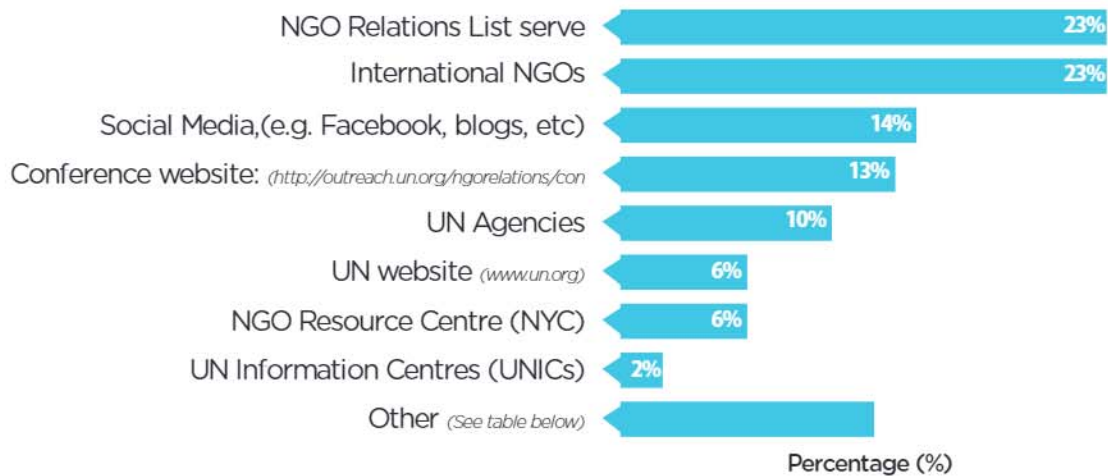 NGO Relations List serve 23%
International NGOs 23%
Social Media,(e.g. Facebook, blogs, etc) 14%
Conference website: (http://outreach.un.org/ngorelations/con 13%
UN Agencies 10%
UN website (www.un.org) 6%
NGO Resource Centre (NYC) 6%
UN Information Centres (UNICs) 2%
Other (See table below)
Percentage (%)